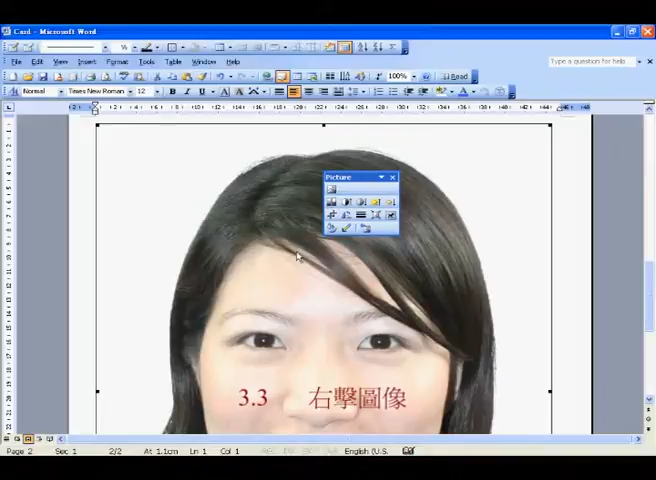 Card - Microsoft Word
File Edit View Insert Format Tools Table Window Help
Type a question for help
100% Read
Normal Times New Roman 12 B I U A A
Picture
3.3 右擊圖像
Page 2 Sec 1 2/2 At 1.1cm Ln 1 Col 1 English (U.S.